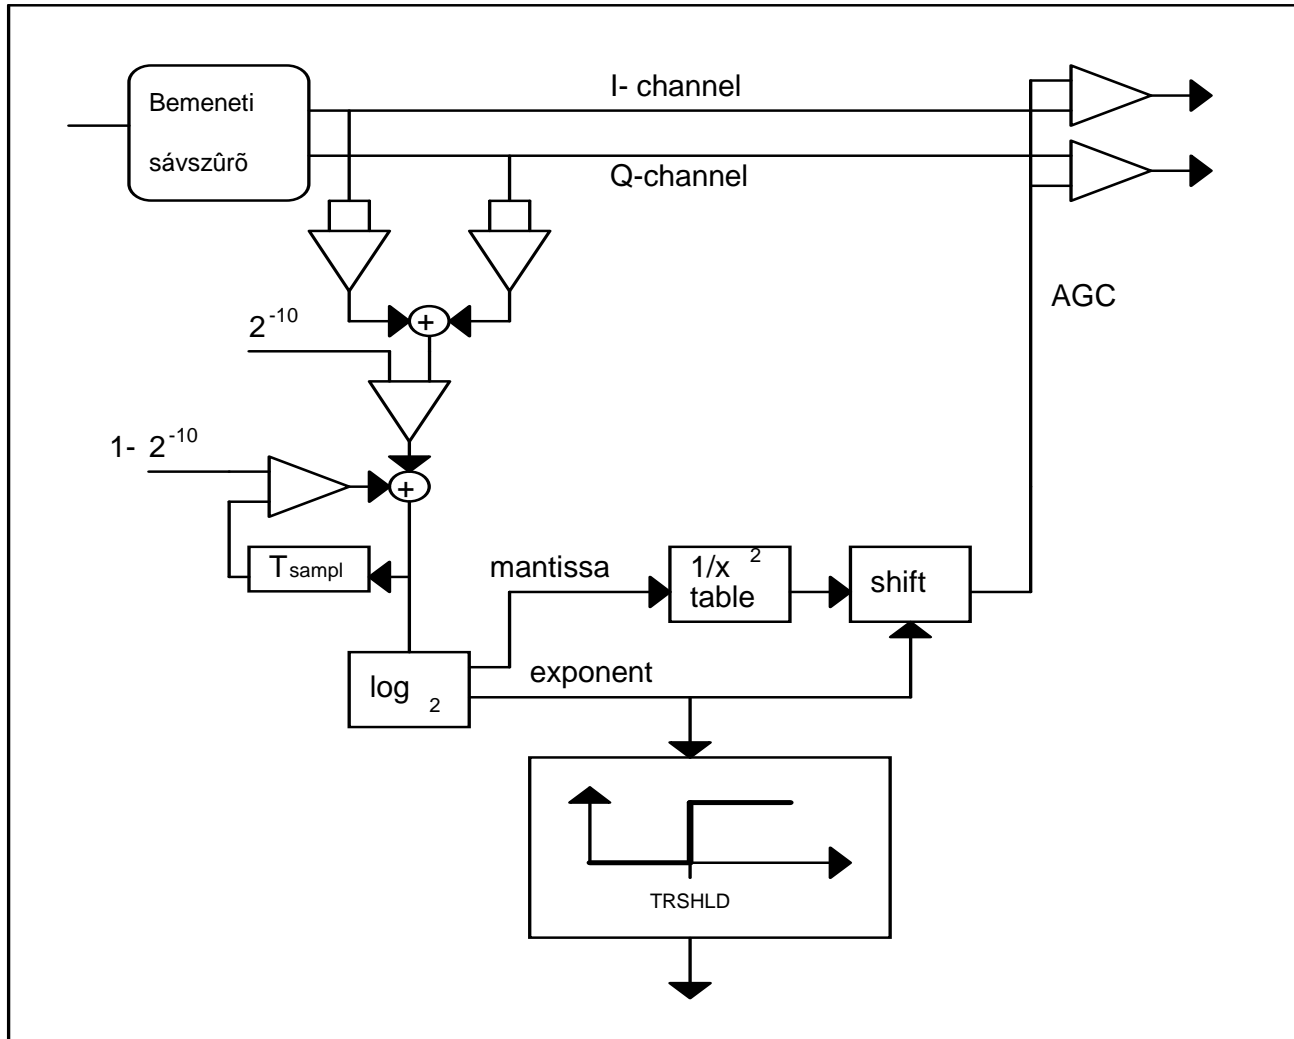 I- channel
Bemeneti
sávszûrõ
Q-channel
AGC
+
2^-10
1- 2^-10
+
T sampl
mantissa
1/x^2
table
shift
exponent
log 2
TRSHLD